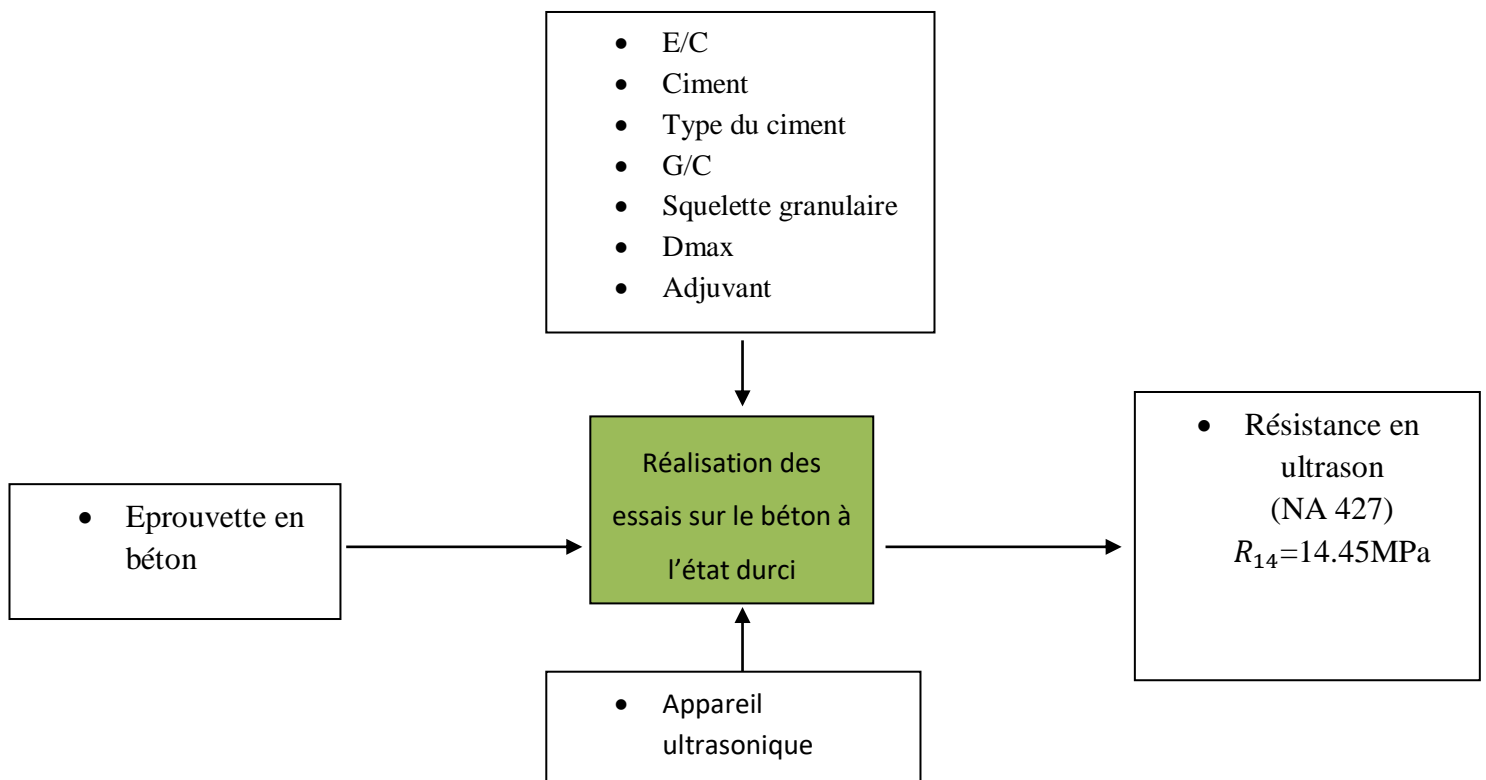 • E/C
• Ciment
• Type du ciment
• G/C
• Squelette granulaire
• Dmax
• Adjuvant
• Eprouvette en
béton
Réalisation des
essais sur le béton à
l’état durci
• Résistance en
ultrason
(NA 427)
𝑅₁₄=14.45MPa
• Appareil
ultrasonique